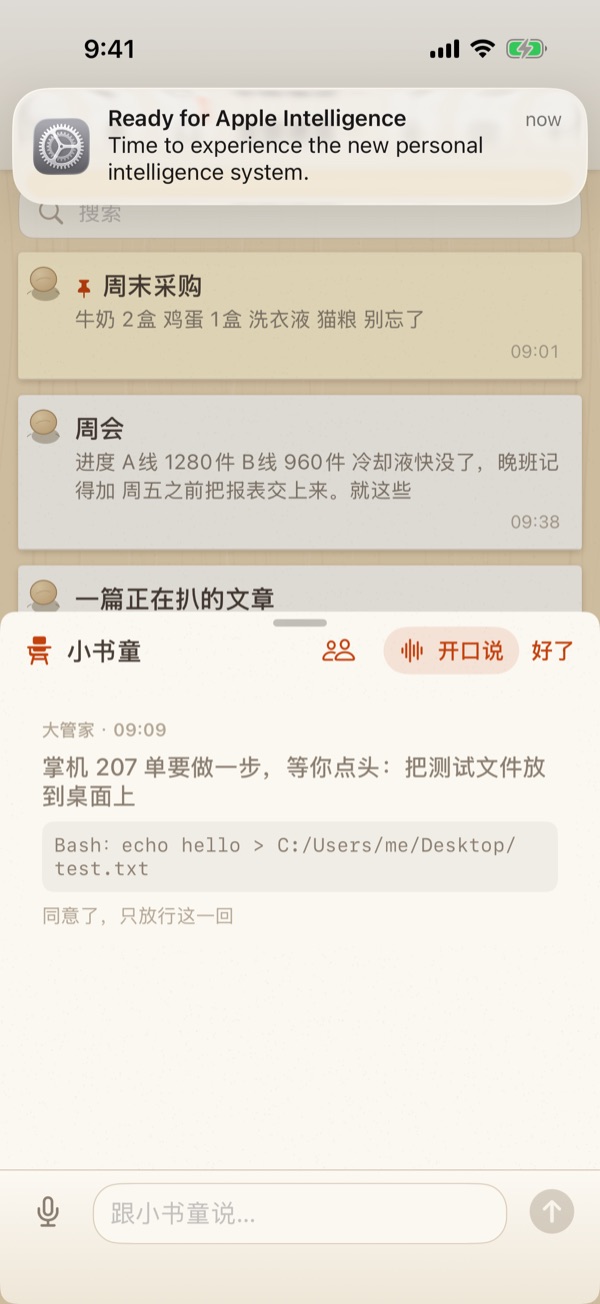 9:41
Ready for Apple Intelligence
now
Time to experience the new personal
intelligence system.
搜索
周末采购
牛奶 2盒 鸡蛋 1盒 洗衣液 猫粮 别忘了
09:01
周会
进度 A线 1280件 B线 960件 冷却液快没了，晚班记
得加 周五之前把报表交上来。就这些
09:38
一篇正在扒的文章
小书童
开口说
好了
大管家 · 09:09
掌机 207 单要做一步，等你点头：把测试文件放
到桌面上
Bash: echo hello > C:/Users/me/Desktop/
test.txt
同意了，只放行这一回
跟小书童说…